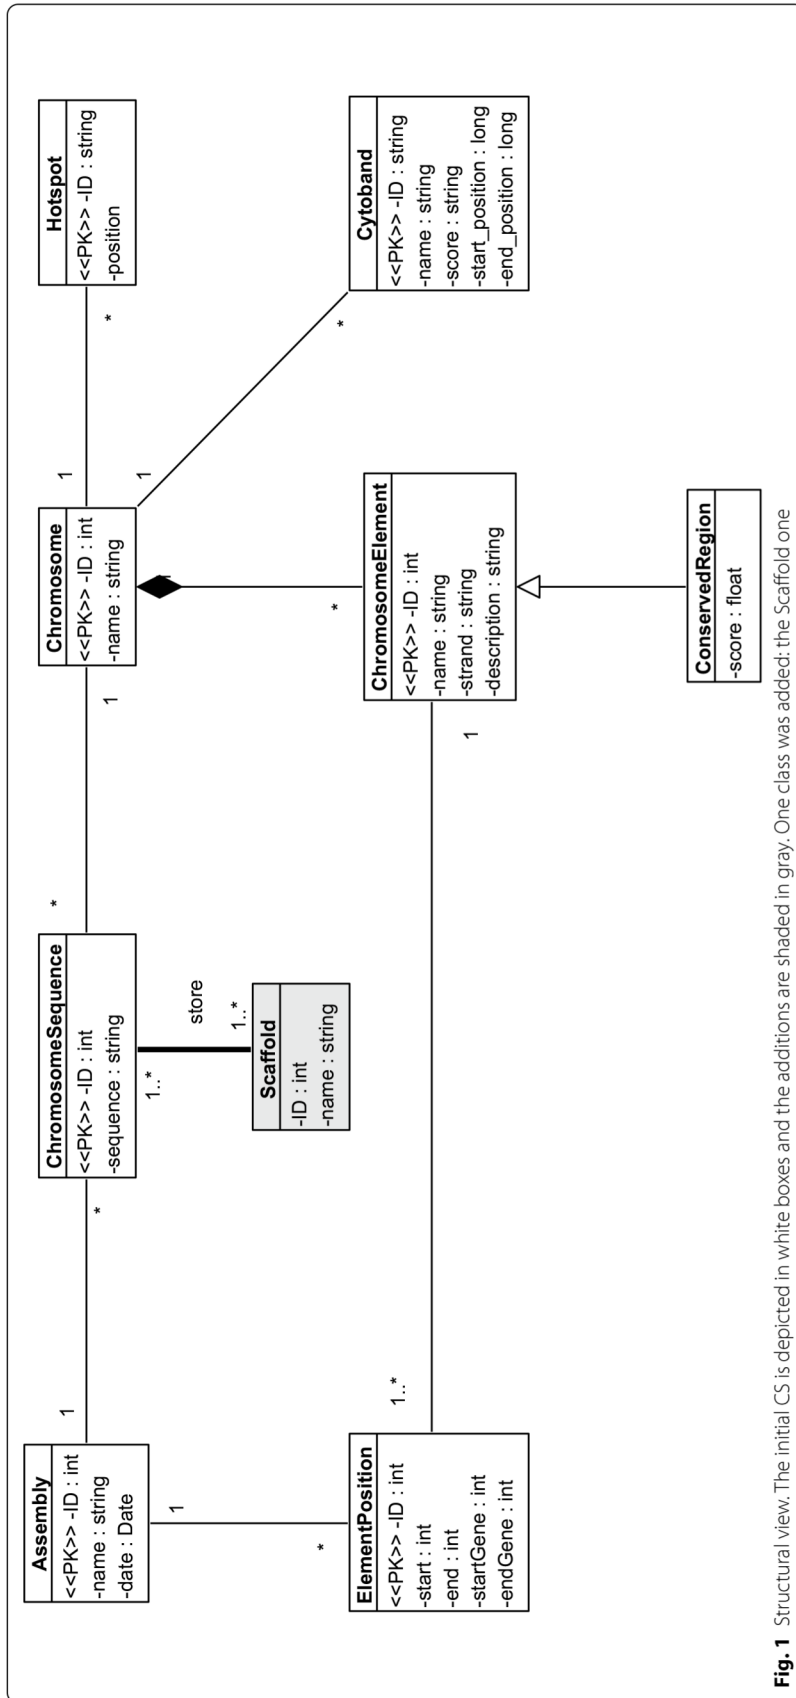 Assembly
<<PK>> -ID : int
-name : string
-date : Date
1
*
ChromosomeSequence
<<PK>> -ID : int
-sequence : string
*
1
Chromosome
<<PK>> -ID : int
-name : string
1
*
Hotspot
<<PK>> -ID : string
-position
1
*
1..*
store
1..*
Scaffold
-ID : int
-name : string
1
*
Cytoband
<<PK>> -ID : string
-name : string
-score : string
-start_position : long
-end_position : long
1
*
ElementPosition
<<PK>> -ID : int
-start : int
-end : int
-startGene : int
-endGene : int
1..*
1
ChromosomeElement
<<PK>> -ID : int
-name : string
-strand : string
-description : string
ConservedRegion
-score : float
Fig. 1 Structural view. The initial CS is depicted in white boxes and the additions are shaded in gray. One class was added: the Scaffold one